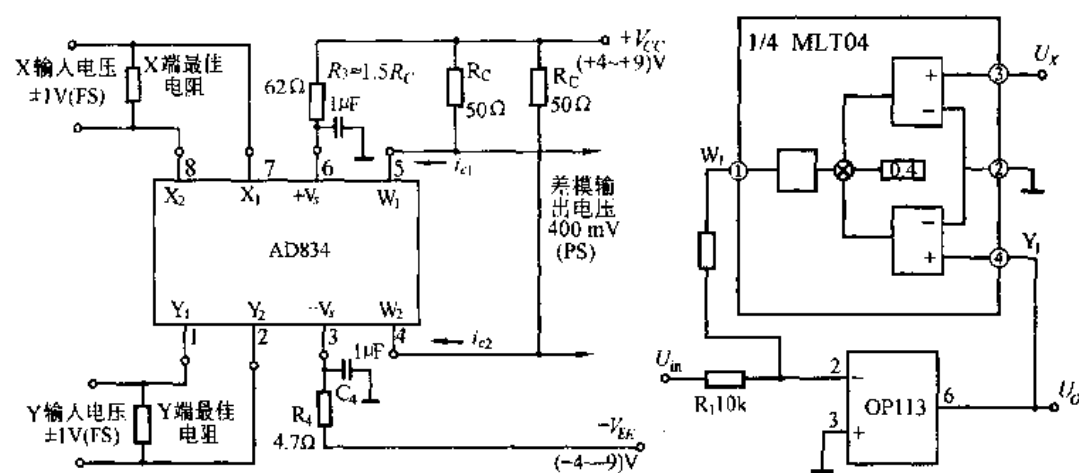 X 输入电压
±1V(FS)
X 端最佳
电阻
62Ω
R3≈1.5RC
1μF
RC
50Ω
RC
50Ω
+VCC
(+4~+9)V
8
7
6
5
X2
X1
+Vs
W1
ic1
差模输
出电压
400 mV
(PS)
AD834
Y1
Y2
-Vs
W2
1
2
3
4
ic2
1μF
C4
R4
4.7Ω
-VEE
(-4~-9)V
Y 输入电压
±1V(FS)
Y 端最佳
电阻
1/4 MLT04
UX
+
-
③
W1
①
0.4
②
-
+
Y1
④
Uin
R1 10k
2
-
OP113
6
3
+
UO